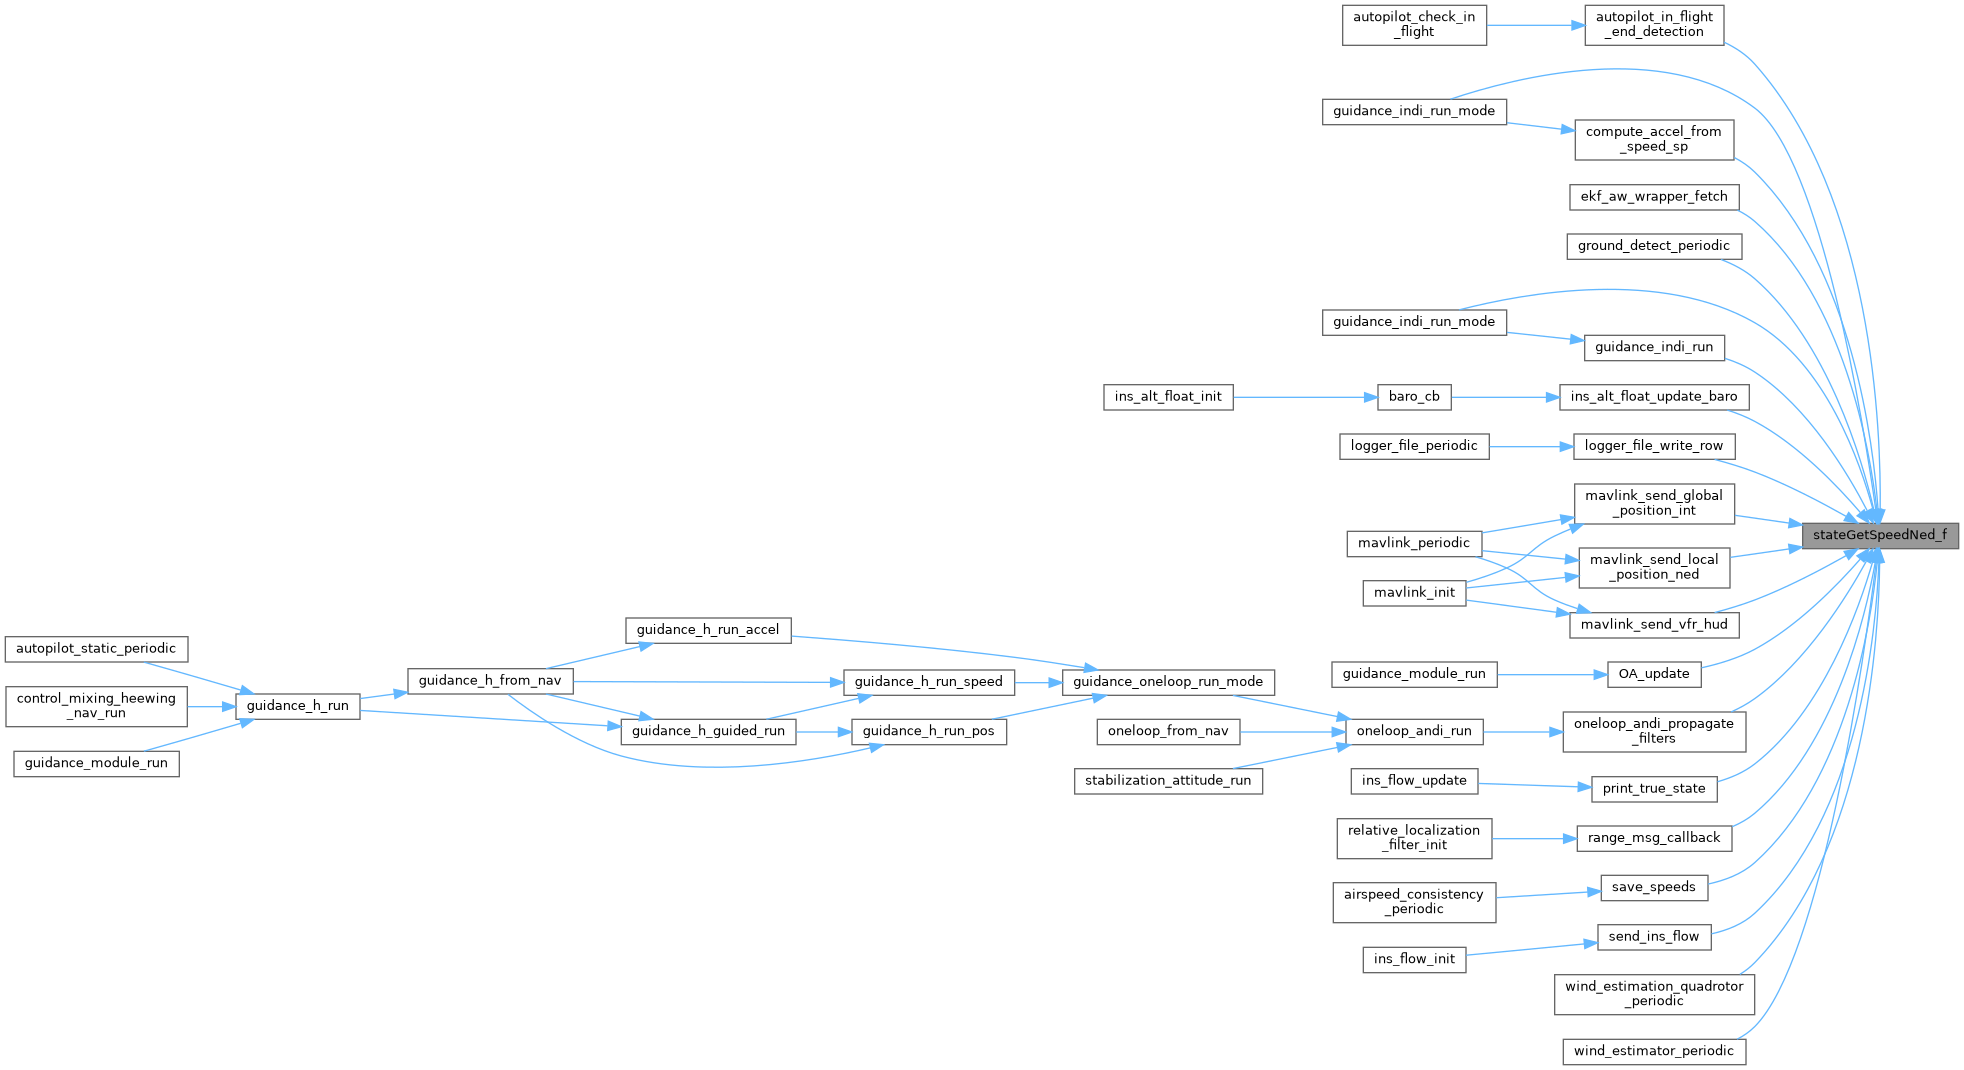 autopilot_check_in
_flight
autopilot_in_flight
_end_detection
guidance_indi_run_mode
compute_accel_from
_speed_sp
ekf_aw_wrapper_fetch
ground_detect_periodic
guidance_indi_run_mode
guidance_indi_run
ins_alt_float_init
baro_cb
ins_alt_float_update_baro
logger_file_periodic
logger_file_write_row
mavlink_send_global
_position_int
stateGetSpeedNed_f
mavlink_periodic
mavlink_send_local
_position_ned
mavlink_init
mavlink_send_vfr_hud
guidance_h_run_accel
autopilot_static_periodic
guidance_module_run
OA_update
guidance_h_from_nav
guidance_h_run_speed
guidance_oneloop_run_mode
control_mixing_heewing
_nav_run
guidance_h_run
guidance_h_guided_run
guidance_h_run_pos
oneloop_from_nav
oneloop_andi_run
oneloop_andi_propagate
_filters
guidance_module_run
stabilization_attitude_run
ins_flow_update
print_true_state
relative_localization
_filter_init
range_msg_callback
airspeed_consistency
_periodic
save_speeds
send_ins_flow
ins_flow_init
wind_estimation_quadrotor
_periodic
wind_estimator_periodic